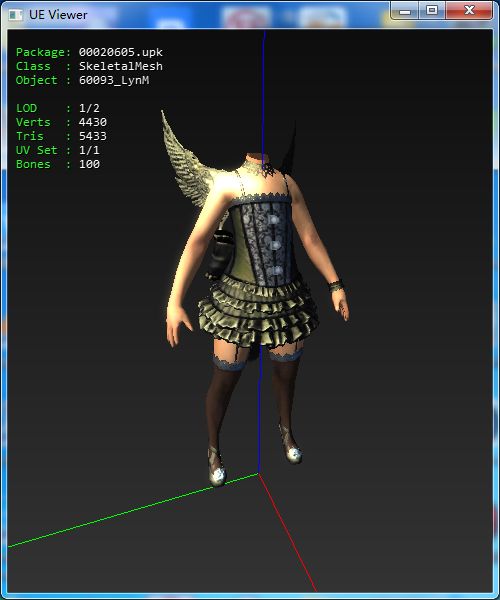 UE Viewer
Package: 00020605.upk
Class : SkeletalMesh
Object : 60093_LynM
LOD : 1/2
Verts : 4430
Tris : 5433
UV Set : 1/1
Bones : 100